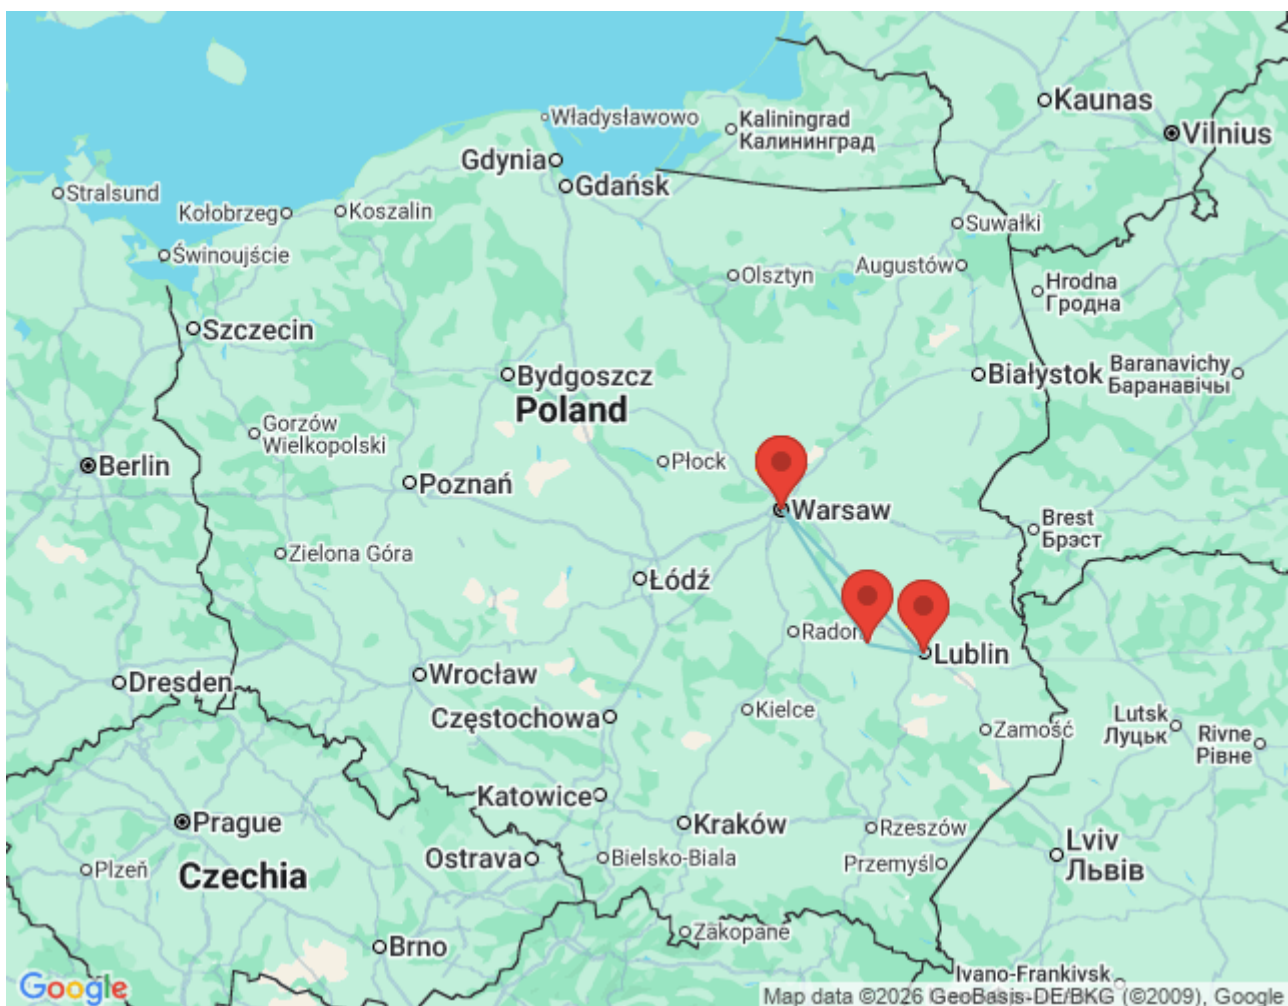 Kaunas
Władysławowo
Kaliningrad
Калининград
Vilnius
Gdynia
Gdańsk
Stralsund
Kołobrzeg
Koszalin
Suwałki
Świnoujście
Olsztyn
Augustów
Hrodna
Гродна
Szczecin
Bydgoszcz
Białystok
Baranavichy
Баранавічы
Poland
Gorzów
Wielkopolski
Berlin
Płock
Poznań
Warsaw
Brest
Брэст
Zielona Góra
Łódź
Radom
Lublin
Wrocław
Dresden
Częstochowa
Kielce
Zamość
Lutsk
Луцьк
Rivne
Рівне
Katowice
Prague
Kraków
Rzeszów
Lviv
Львів
Plzeň
Ostrava
Bielsko-Biala
Przemyśl
Czechia
Zakopane
Brno
Ivano-Frankivsk
Google
Map data ©2026 GeoBasis-DE/BKG (©2009), Google